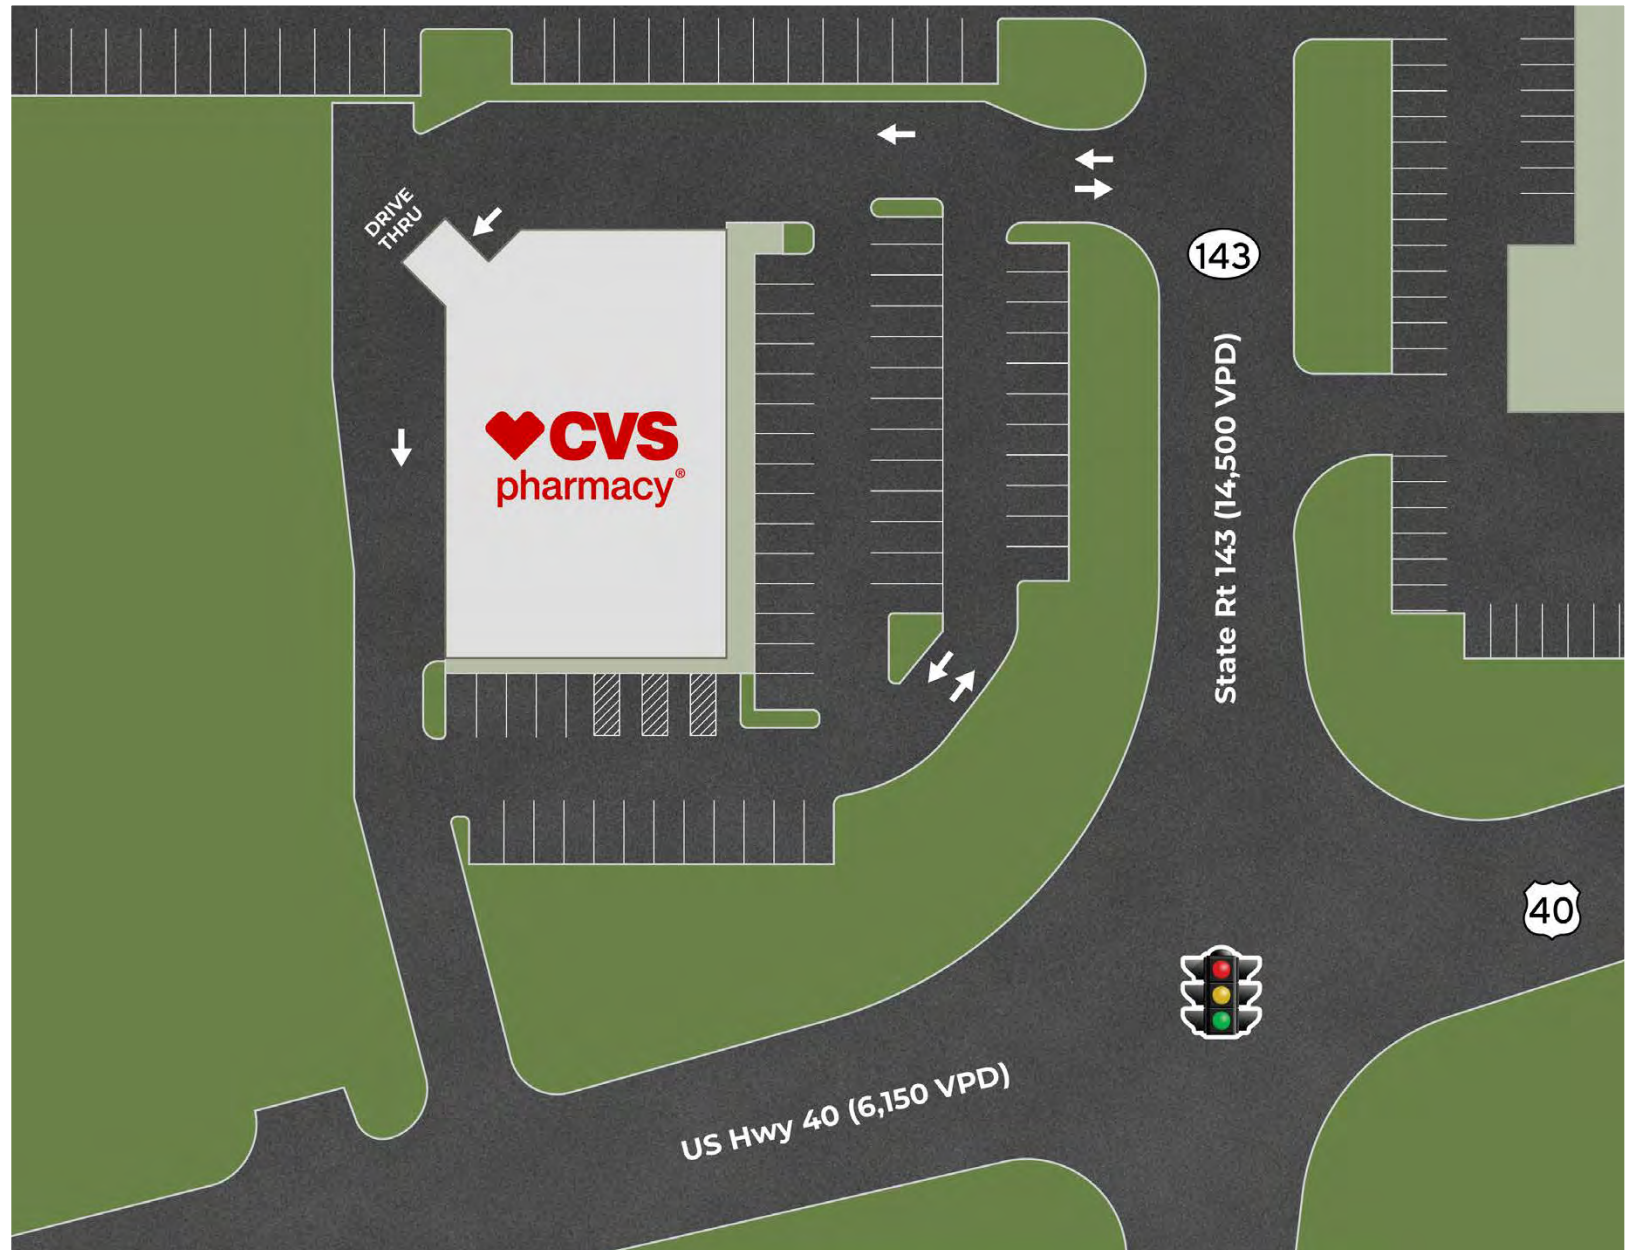 DRIVE
THRU
143
CVS
pharmacy®
State Rt 143 (14,500 VPD)
40
US Hwy 40 (6,150 VPD)